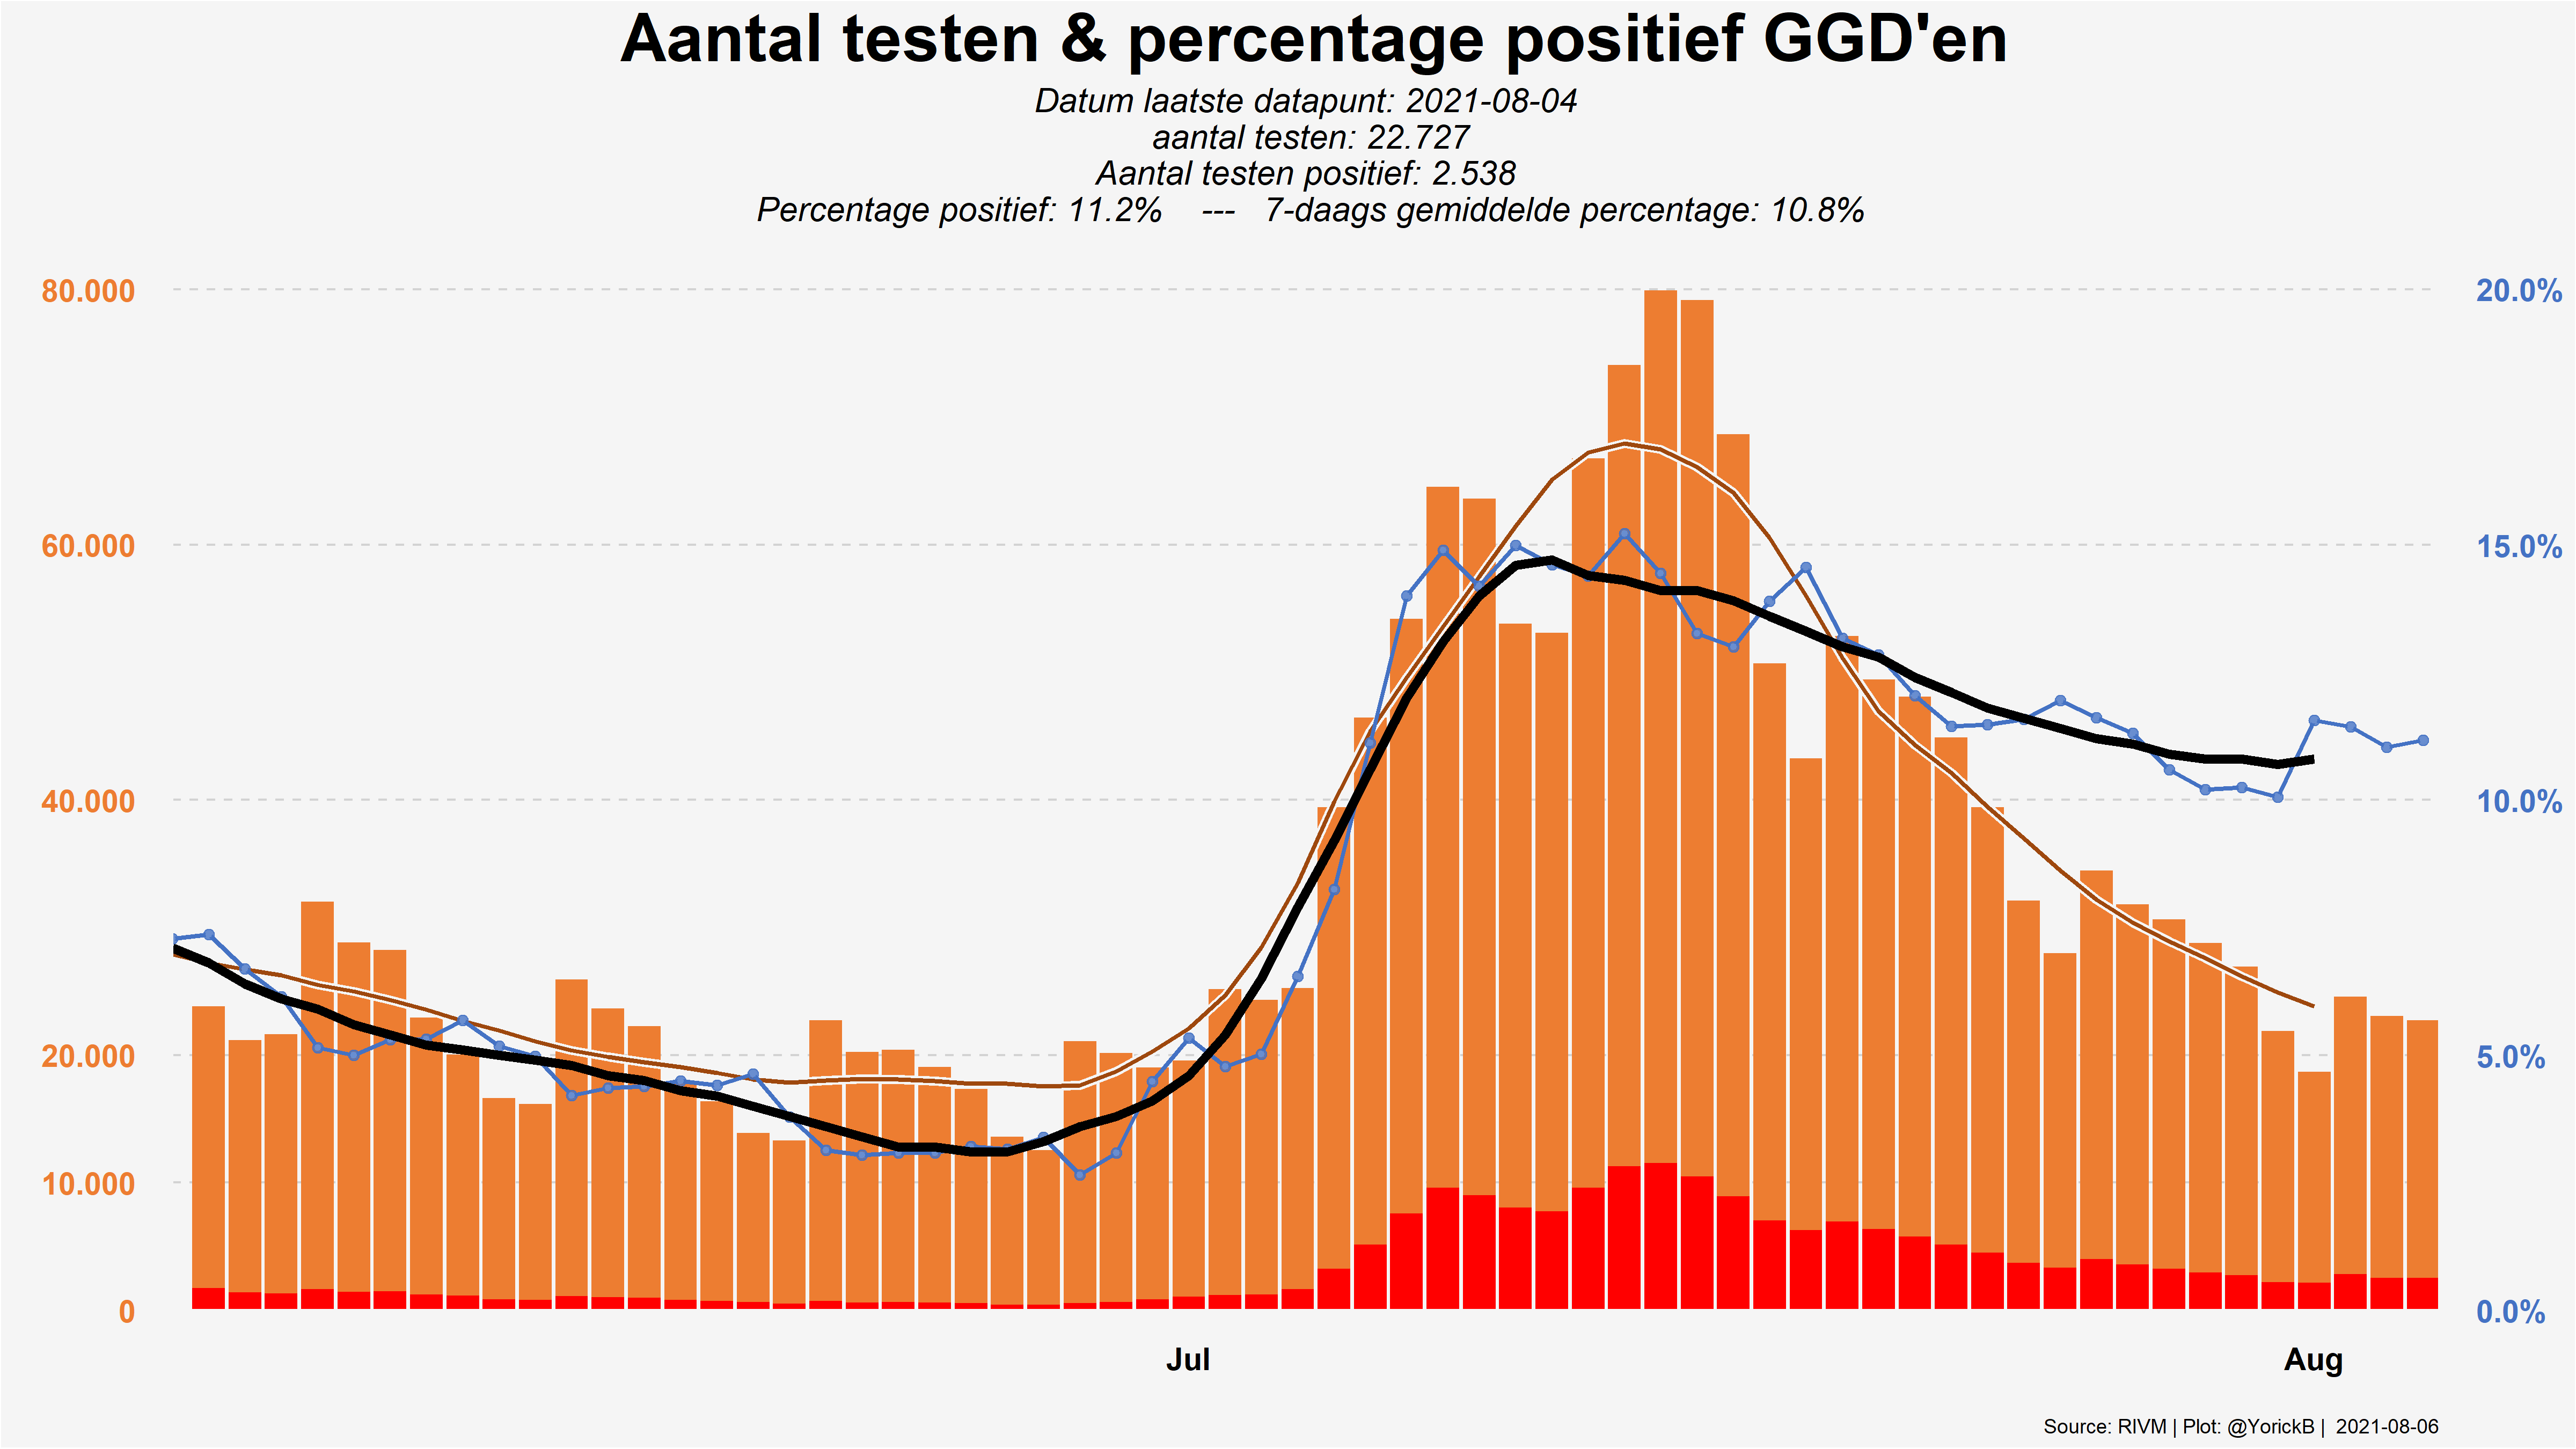 Aantal testen & percentage positief GGD'en
Datum laatste datapunt: 2021-08-04
aantal testen: 22.727
Aantal testen positief: 2.538
Percentage positief: 11.2% --- 7-daags gemiddelde percentage: 10.8%
80.000
60.000
40.000
20.000
10.000
0
20.0%
15.0%
10.0%
5.0%
0.0%
Jul
Aug
Source: RIVM | Plot: @YorickB | 2021-08-06